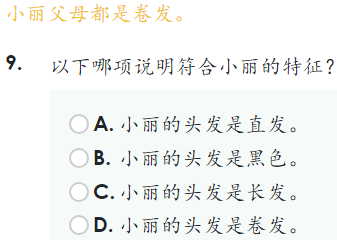 小丽父母都是卷发。
9. 以下哪项说明符合小丽的特征?
A. 小丽的头发是直发。
B. 小丽的头发是黑色。
C. 小丽的头发是长发。
D. 小丽的头发是卷发。